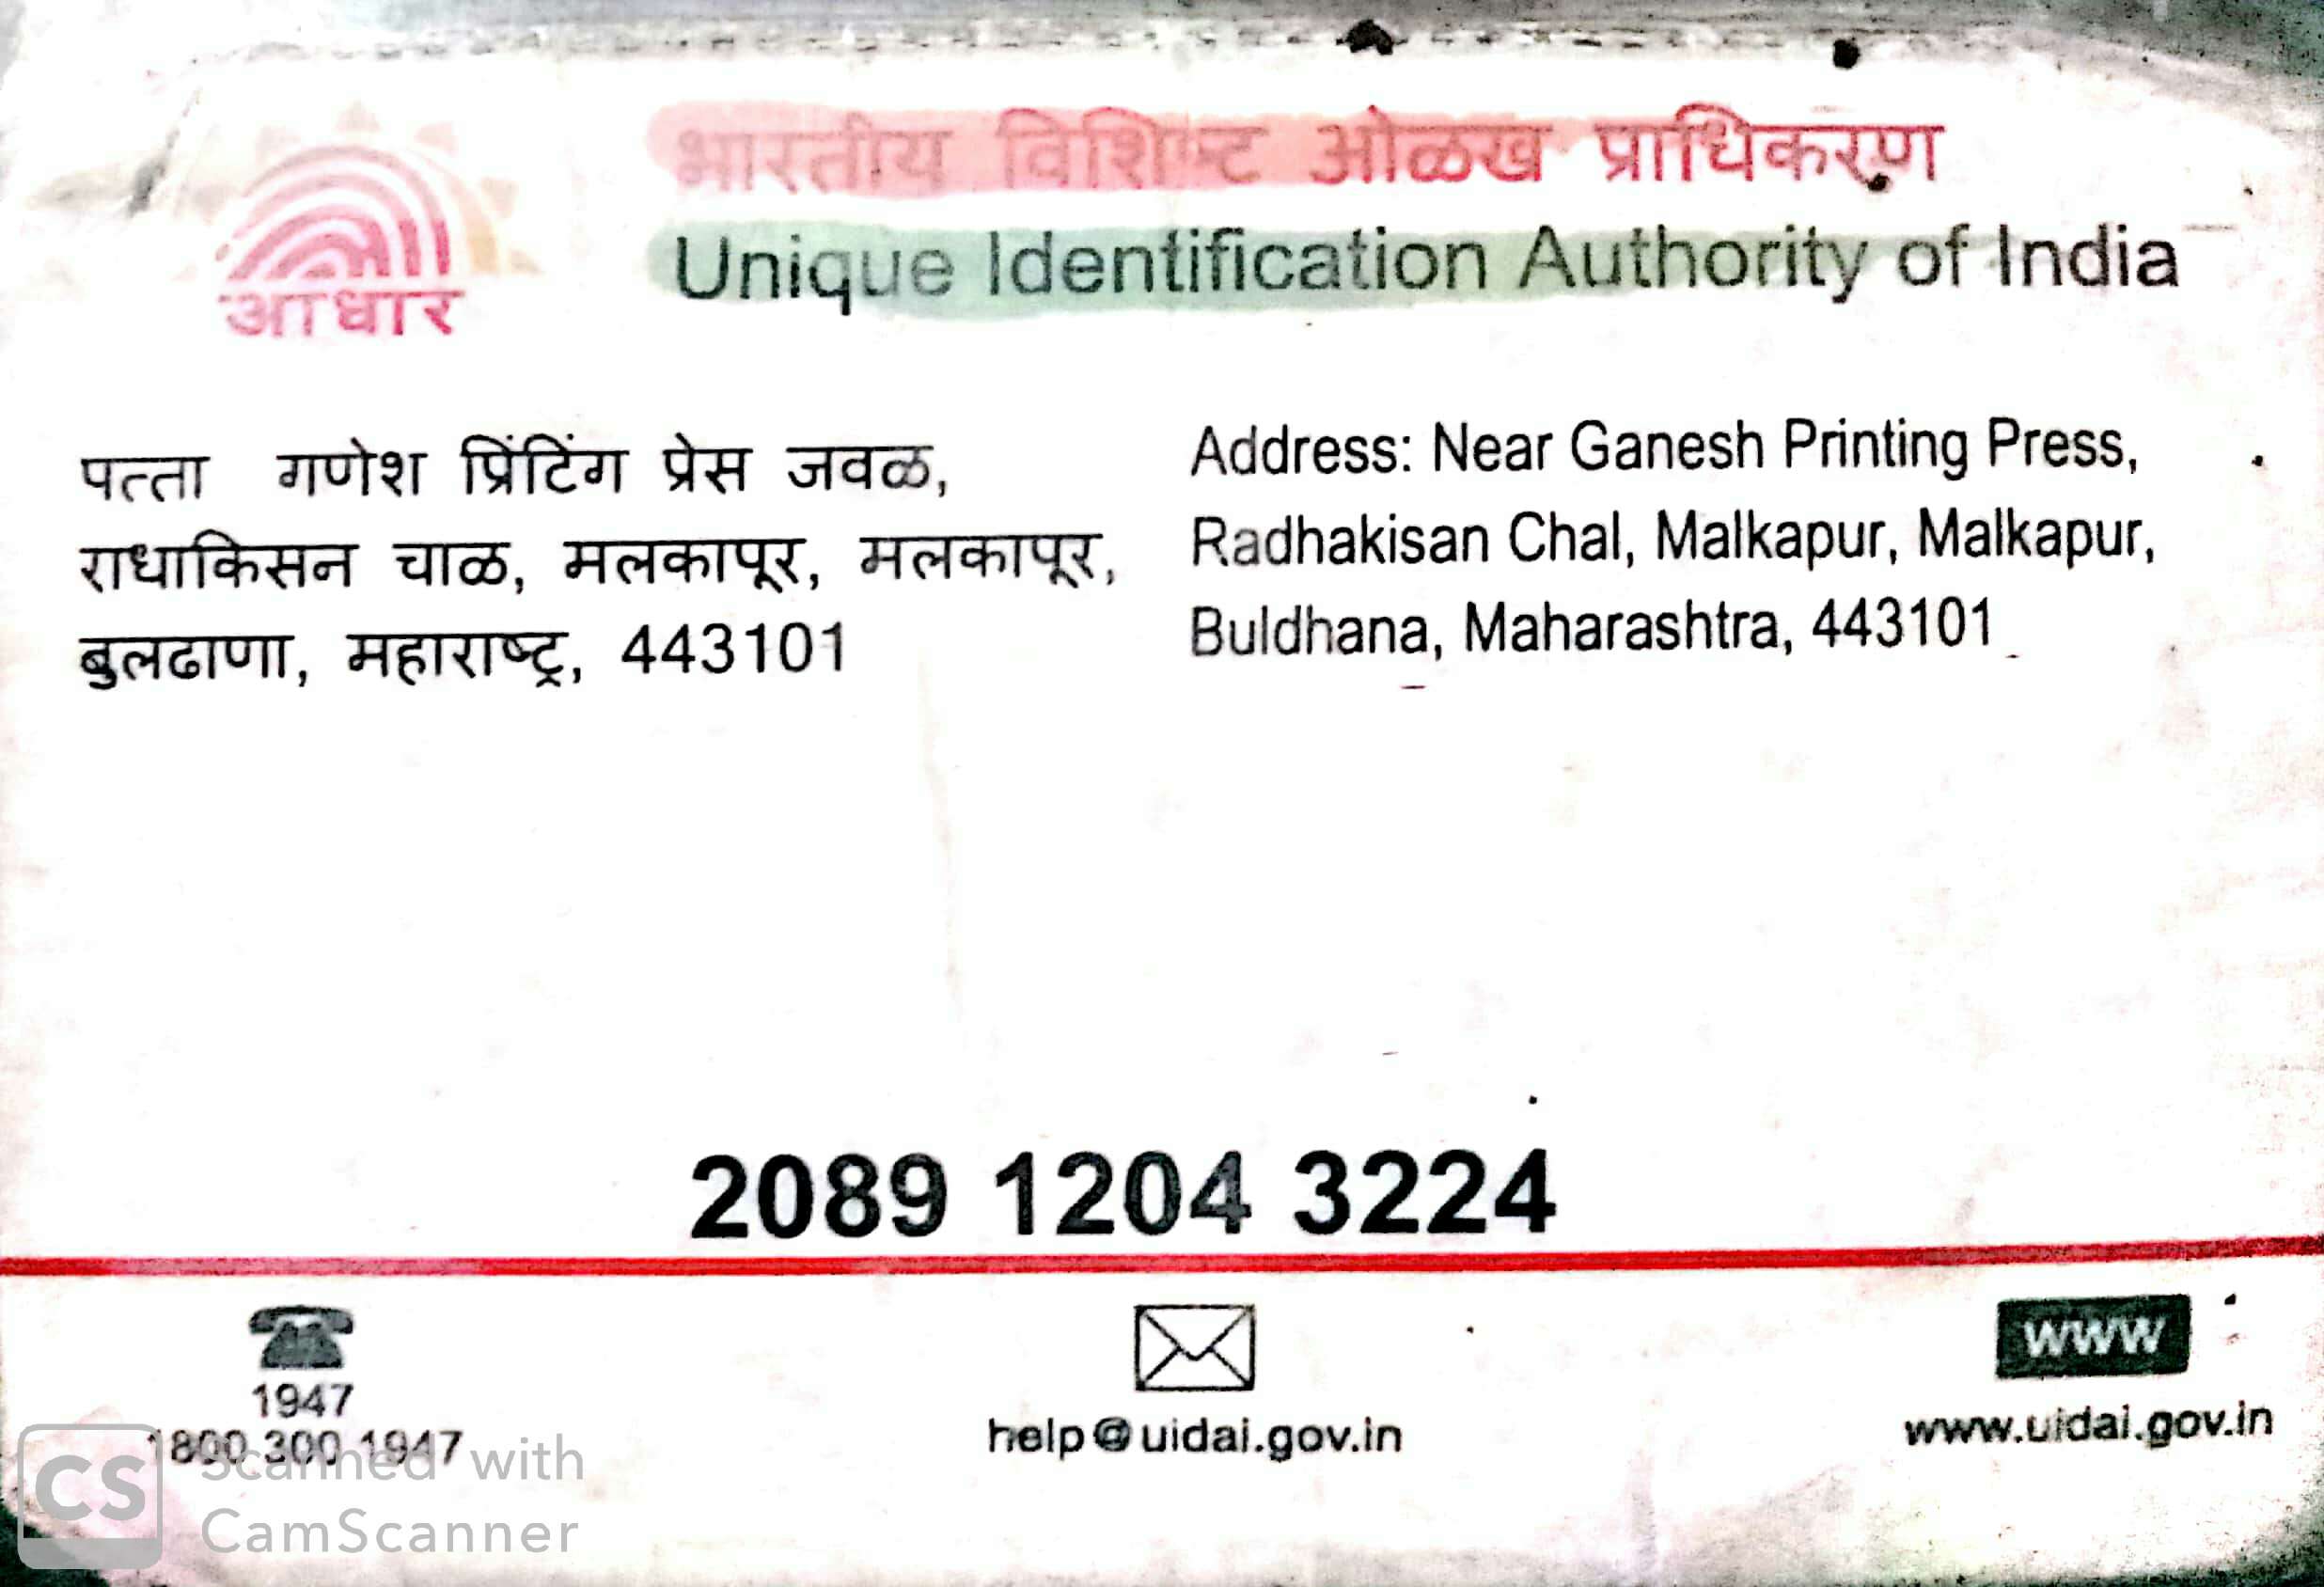 भारतीय विशिष्ट ओळख प्राधिकरण
Unique Identification Authority of India
आधार
पत्ता गणेश प्रिंटिंग प्रेस जवळ,
राधाकिसन चाळ, मलकापूर, मलकापूर,
बुलढाणा, महाराष्ट्र, 443101
Address: Near Ganesh Printing Press,
Radhakisan Chal, Malkapur, Malkapur,
Buldhana, Maharashtra, 443101
2089 1204 3224
1947
1800 300 1947
help@uidai.gov.in
www
www.uidai.gov.in
CS
Scanned with
CamScanner